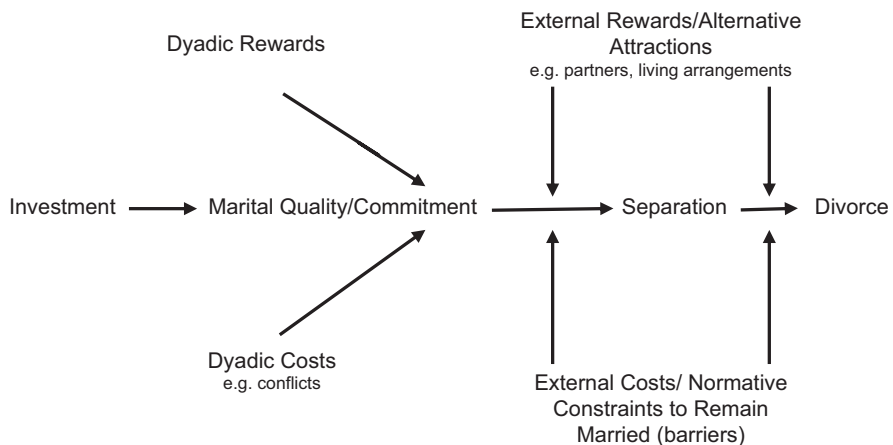 External Rewards/Alternative
Attractions
e.g. partners, living arrangements
Dyadic Rewards
Investment
Marital Quality/Commitment
Separation
Divorce
Dyadic Costs
e.g. conflicts
External Costs/ Normative
Constraints to Remain
Married (barriers)